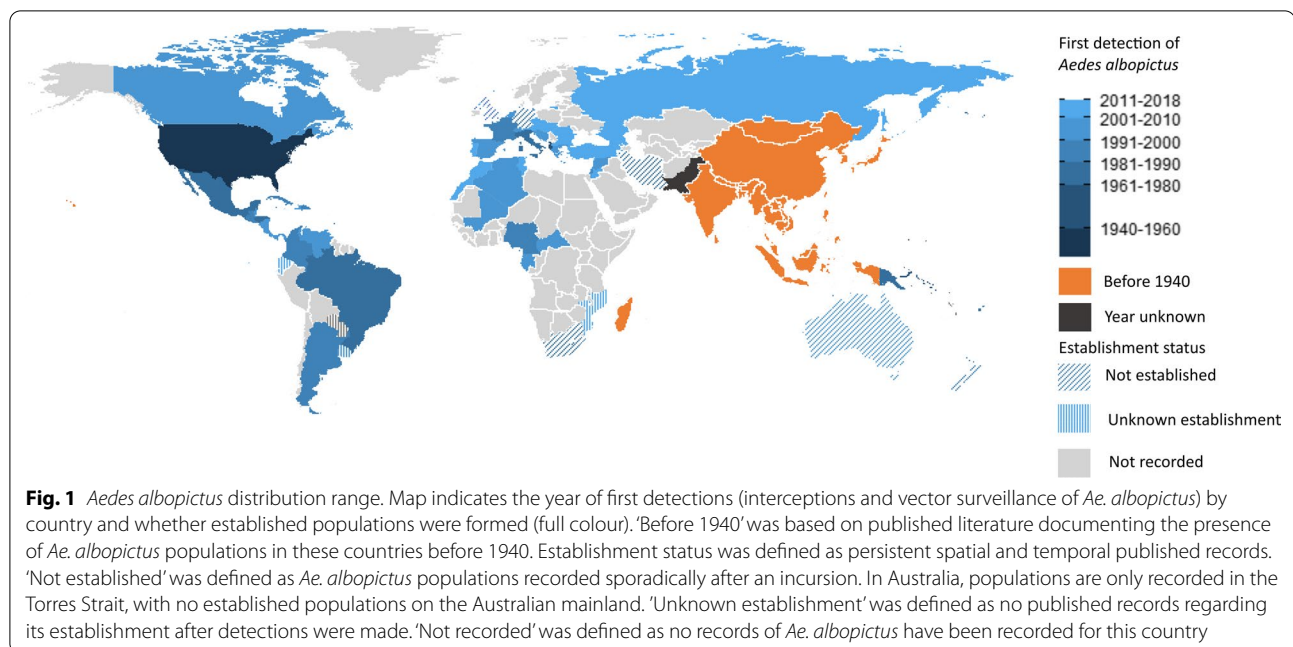 First detection of
Aedes albopictus
2011-2018
2001-2010
1991-2000
1981-1990
1961-1980
1940-1960
Before 1940
Year unknown
Establishment status
Not established
Unknown establishment
Not recorded
Fig. 1 Aedes albopictus distribution range. Map indicates the year of first detections (interceptions and vector surveillance of Ae. albopictus) by
country and whether established populations were formed (full colour). ‘Before 1940’ was based on published literature documenting the presence
of Ae. albopictus populations in these countries before 1940. Establishment status was defined as persistent spatial and temporal published records.
‘Not established’ was defined as Ae. albopictus populations recorded sporadically after an incursion. In Australia, populations are only recorded in the
Torres Strait, with no established populations on the Australian mainland. ’Unknown establishment’ was defined as no published records regarding
its establishment after detections were made. ‘Not recorded’ was defined as no records of Ae. albopictus have been recorded for this country